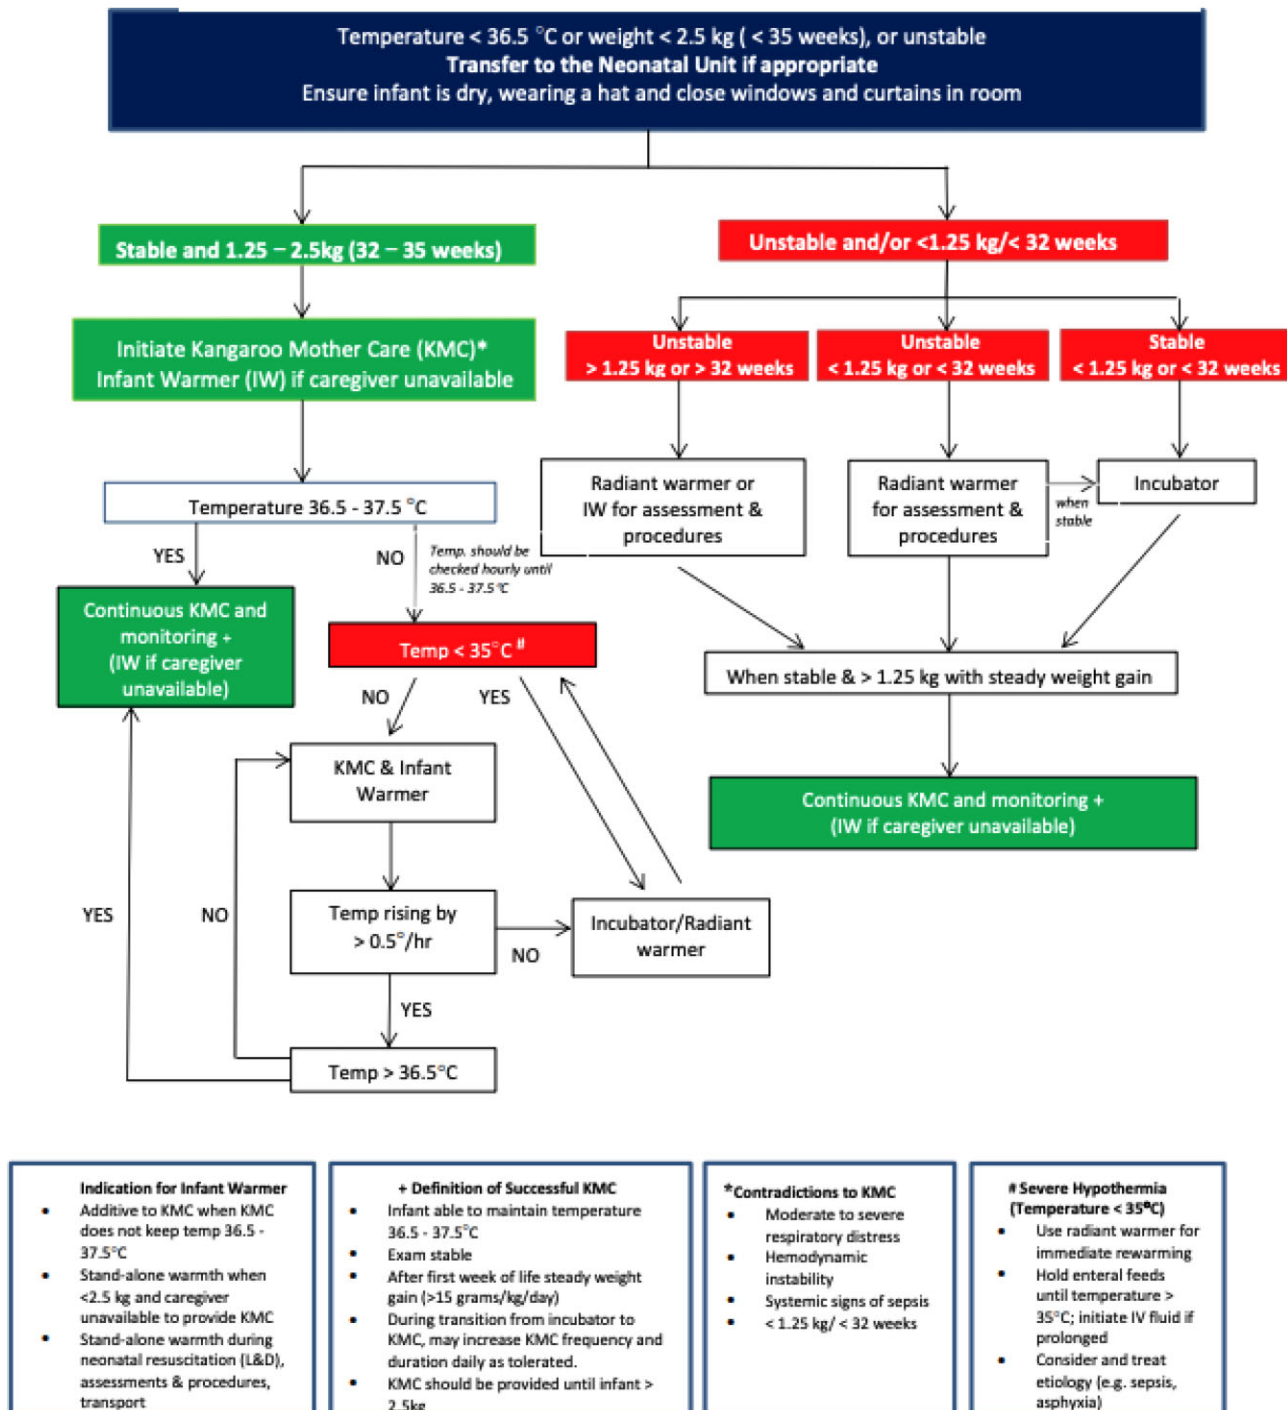 Temperature < 36.5 °C or weight < 2.5 kg ( < 35 weeks), or unstable
Transfer to the Neonatal Unit if appropriate
Ensure infant is dry, wearing a hat and close windows and curtains in room
Stable and 1.25 – 2.5kg (32 – 35 weeks)
Unstable and/or <1.25 kg/< 32 weeks
Initiate Kangaroo Mother Care (KMC)*
Infant Warmer (IW) if caregiver unavailable
Unstable
> 1.25 kg or > 32 weeks
Unstable
< 1.25 kg or < 32 weeks
Stable
< 1.25 kg or < 32 weeks
Temperature 36.5 - 37.5 °C
Radiant warmer or
IW for assessment &
procedures
Radiant warmer
for assessment &
procedures
when
stable
Incubator
YES
NO
Temp. should be
checked hourly until
36.5 - 37.5°C
Continuous KMC and
monitoring +
(IW if caregiver
unavailable)
Temp < 35°C #
When stable & > 1.25 kg with steady weight gain
NO
YES
KMC & Infant
Warmer
Continuous KMC and monitoring +
(IW if caregiver unavailable)
YES
NO
Temp rising by
> 0.5°/hr
NO
Incubator/Radiant
warmer
YES
Temp > 36.5°C
Indication for Infant Warmer
• Additive to KMC when KMC
does not keep temp 36.5 -
37.5°C
• Stand-alone warmth when
<2.5 kg and caregiver
unavailable to provide KMC
• Stand-alone warmth during
neonatal resuscitation (L&D),
assessments & procedures,
transport
+ Definition of Successful KMC
• Infant able to maintain temperature
36.5 - 37.5°C
• Exam stable
• After first week of life steady weight
gain (>15 grams/kg/day)
• During transition from incubator to
KMC, may increase KMC frequency and
duration daily as tolerated.
• KMC should be provided until infant >
2.5kg
*Contradictions to KMC
• Moderate to severe
respiratory distress
• Hemodynamic
instability
• Systemic signs of sepsis
• < 1.25 kg/ < 32 weeks
# Severe Hypothermia
(Temperature < 35°C)
• Use radiant warmer for
immediate rewarming
• Hold enteral feeds
until temperature >
35°C; initiate IV fluid if
prolonged
• Consider and treat
etiology (e.g. sepsis,
asphyxia)